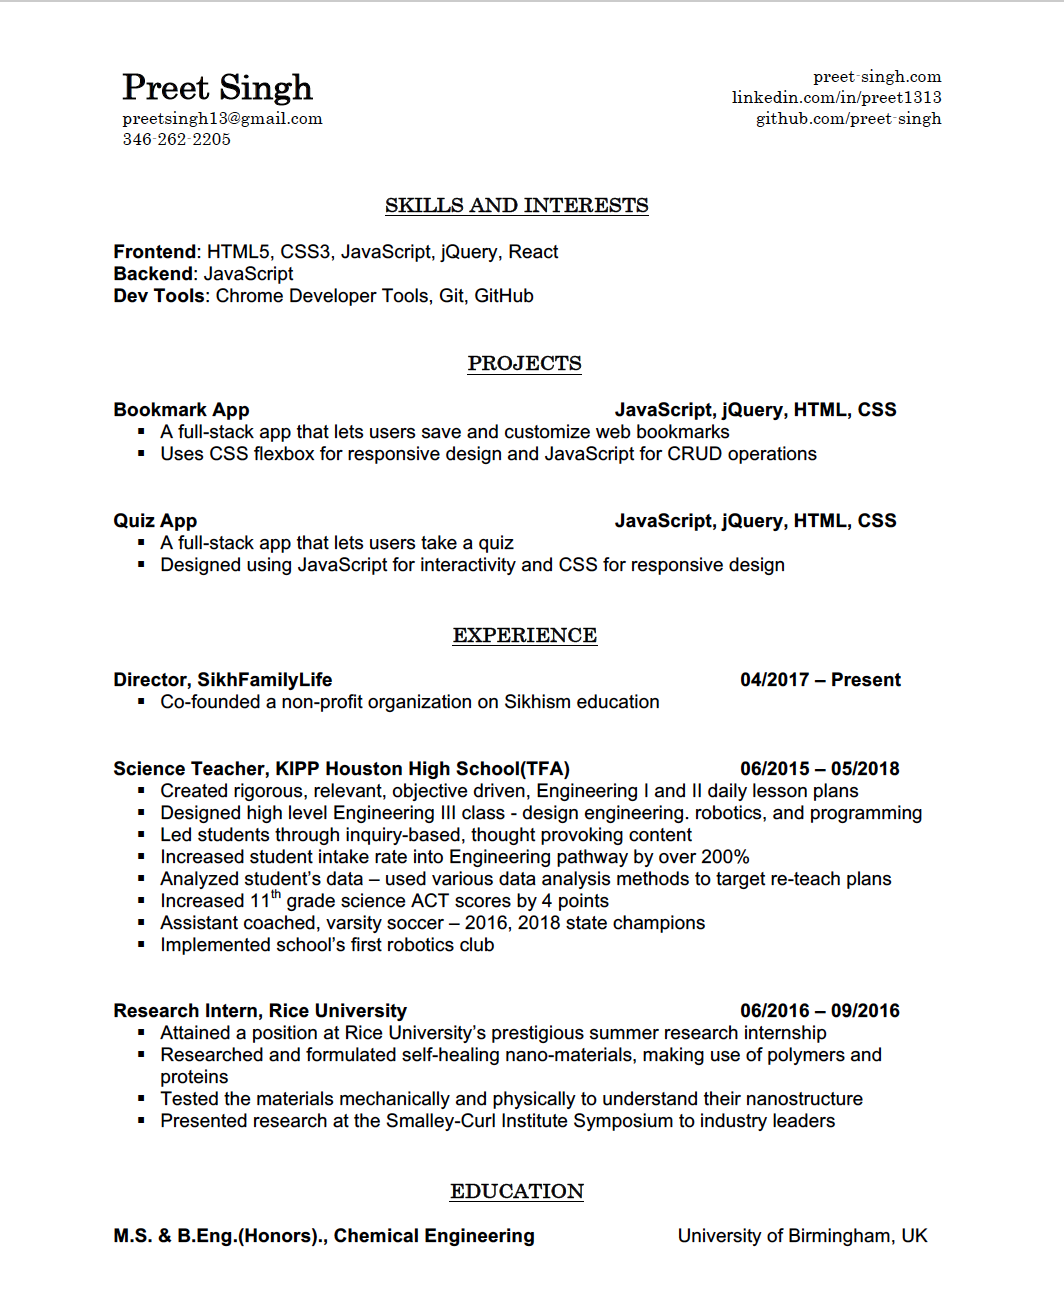 Preet Singh
preetsingh13@gmail.com
346-262-2205
preet-singh.com
linkedin.com/in/preet1313
github.com/preet-singh
SKILLS AND INTERESTS
Frontend: HTML5, CSS3, JavaScript, jQuery, React
Backend: JavaScript
Dev Tools: Chrome Developer Tools, Git, GitHub
PROJECTS
Bookmark App JavaScript, jQuery, HTML, CSS
▪ A full-stack app that lets users save and customize web bookmarks
▪ Uses CSS flexbox for responsive design and JavaScript for CRUD operations
Quiz App JavaScript, jQuery, HTML, CSS
▪ A full-stack app that lets users take a quiz
▪ Designed using JavaScript for interactivity and CSS for responsive design
EXPERIENCE
Director, SikhFamilyLife 04/2017 – Present
▪ Co-founded a non-profit organization on Sikhism education
Science Teacher, KIPP Houston High School(TFA) 06/2015 – 05/2018
▪ Created rigorous, relevant, objective driven, Engineering I and II daily lesson plans
▪ Designed high level Engineering III class - design engineering. robotics, and programming
▪ Led students through inquiry-based, thought provoking content
▪ Increased student intake rate into Engineering pathway by over 200%
▪ Analyzed student’s data – used various data analysis methods to target re-teach plans
▪ Increased 11th grade science ACT scores by 4 points
▪ Assistant coached, varsity soccer – 2016, 2018 state champions
▪ Implemented school’s first robotics club
Research Intern, Rice University 06/2016 – 09/2016
▪ Attained a position at Rice University’s prestigious summer research internship
▪ Researched and formulated self-healing nano-materials, making use of polymers and
proteins
▪ Tested the materials mechanically and physically to understand their nanostructure
▪ Presented research at the Smalley-Curl Institute Symposium to industry leaders
EDUCATION
M.S. & B.Eng.(Honors)., Chemical Engineering University of Birmingham, UK